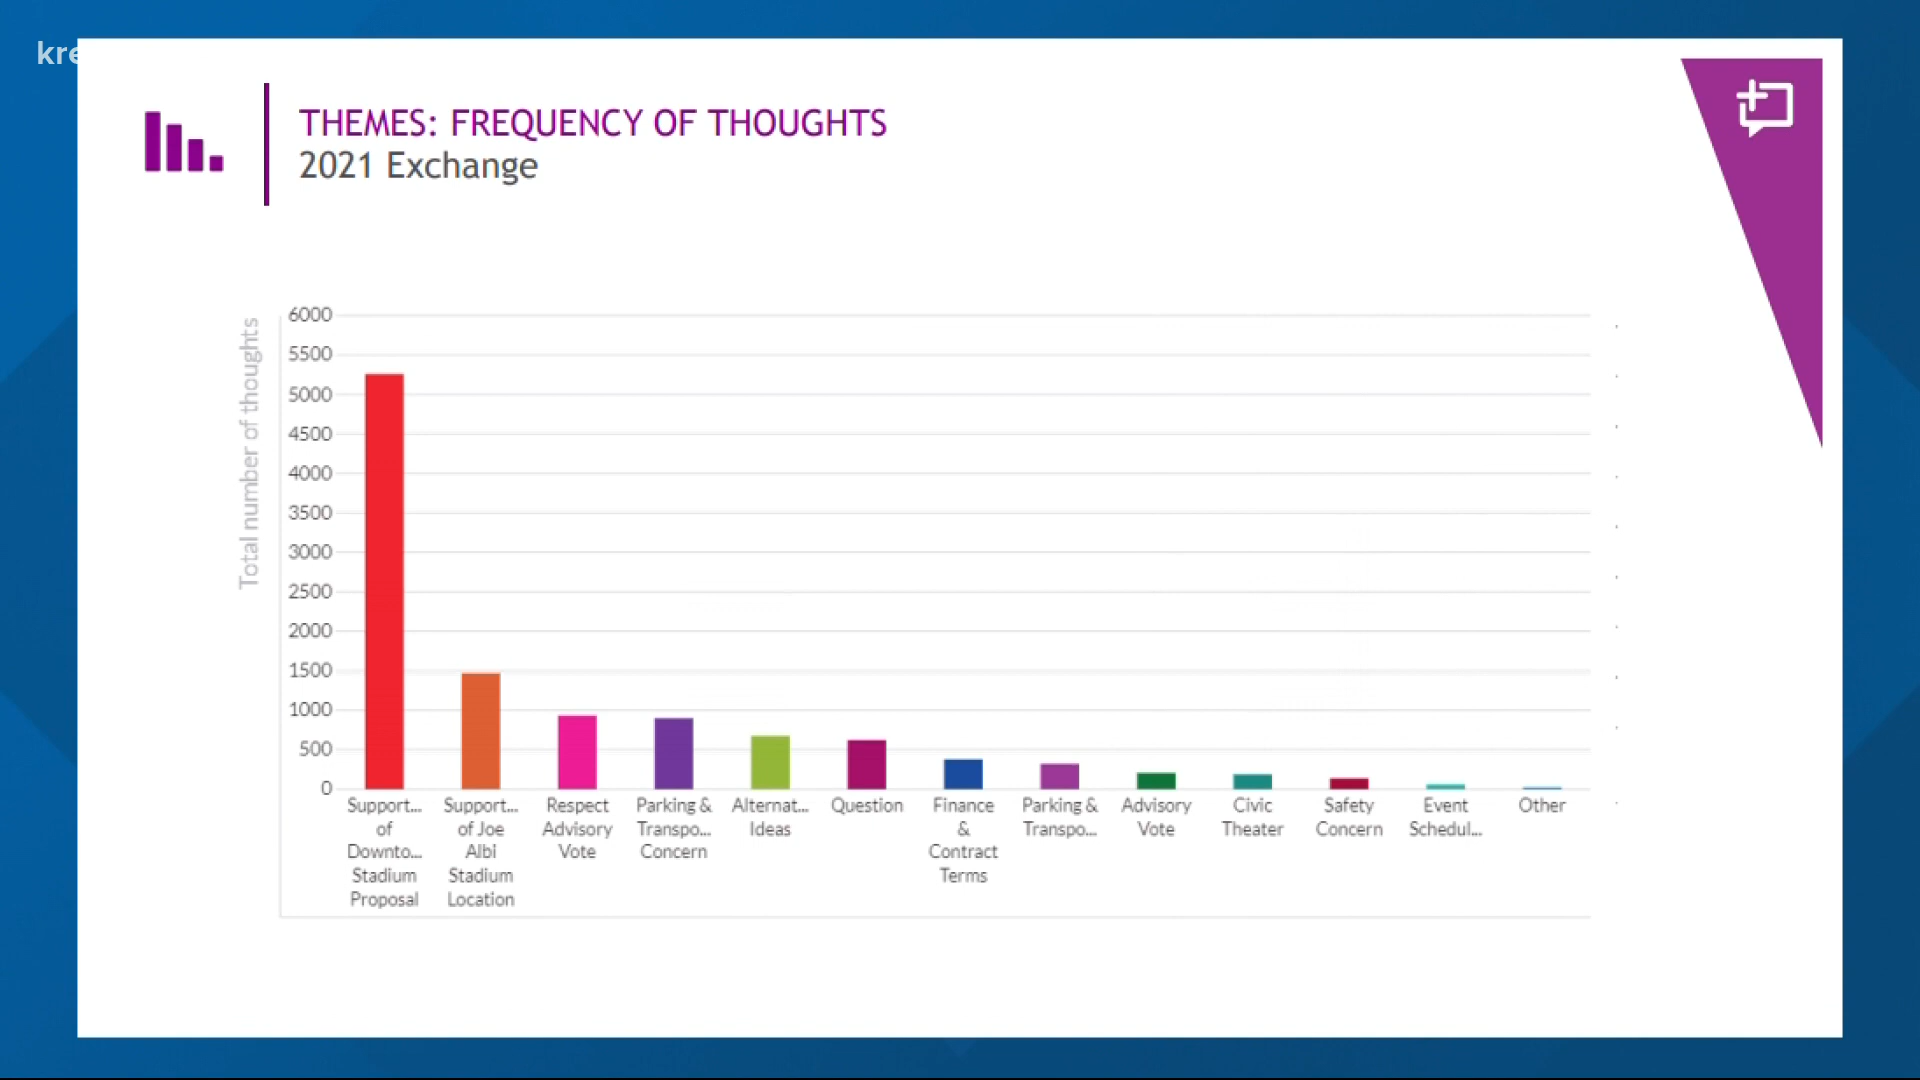 kre
THEMES: FREQUENCY OF THOUGHTS
2021 Exchange
Total number of thoughts
6000
5500
5000
4500
4000
3500
3000
2500
2000
1500
1000
500
0
Support...
of
Downto...
Stadium
Proposal
Support...
of Joe
Albi
Stadium
Location
Respect
Advisory
Vote
Parking &
Transpo...
Concern
Alternat...
Ideas
Question
Finance
&
Contract
Terms
Parking &
Transpo...
Advisory
Vote
Civic
Theater
Safety
Concern
Event
Schedul...
Other